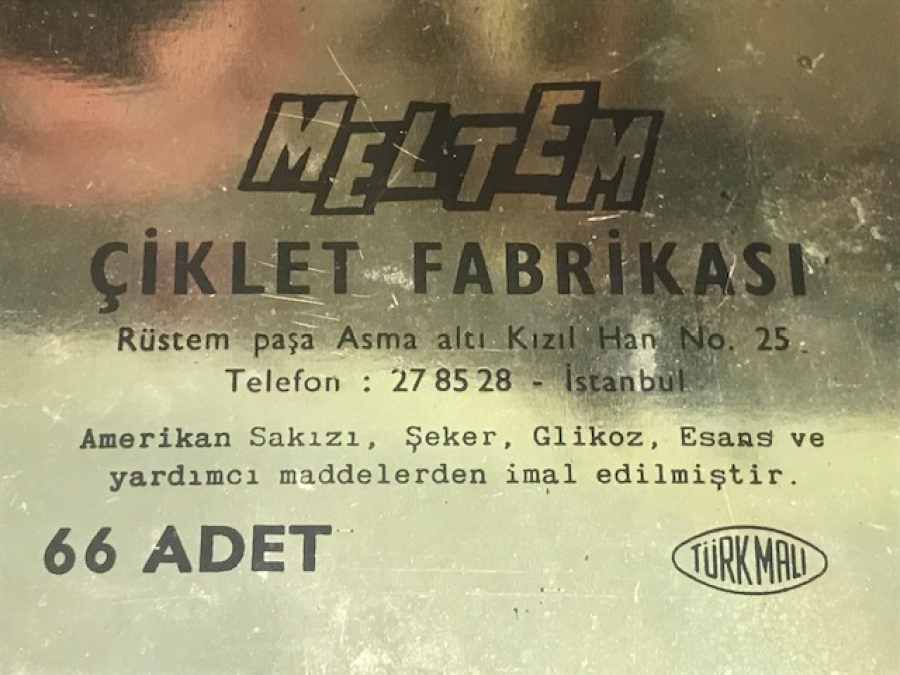 MELTEM
ÇİKLET FABRİKASI
Rüstem paşa Asma altı Kızıl Han No. 25
Telefon : 27 85 28 - İstanbul
Amerikan Sakızı, Şeker, Glikoz, Esans ve
yardımcı maddelerden imal edilmiştir.
66 ADET
TÜRK MALI